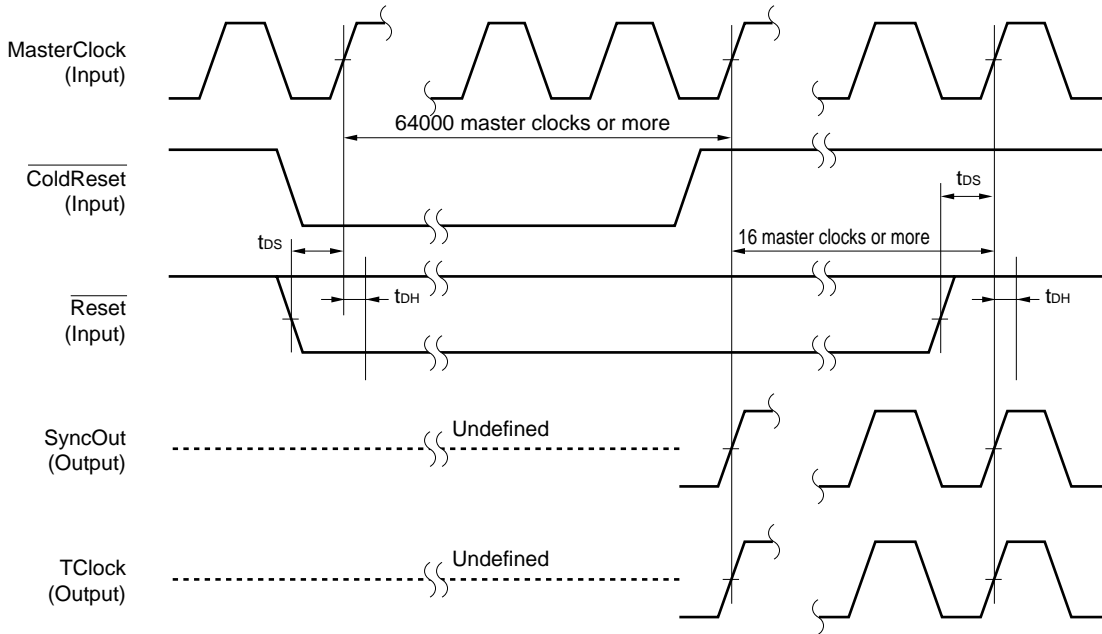 MasterClock
(Input)
64000 master clocks or more
ColdReset
(Input)
tDS
tDS
16 master clocks or more
Reset
(Input)
tDH
tDH
SyncOut
(Output)
Undefined
TClock
(Output)
Undefined